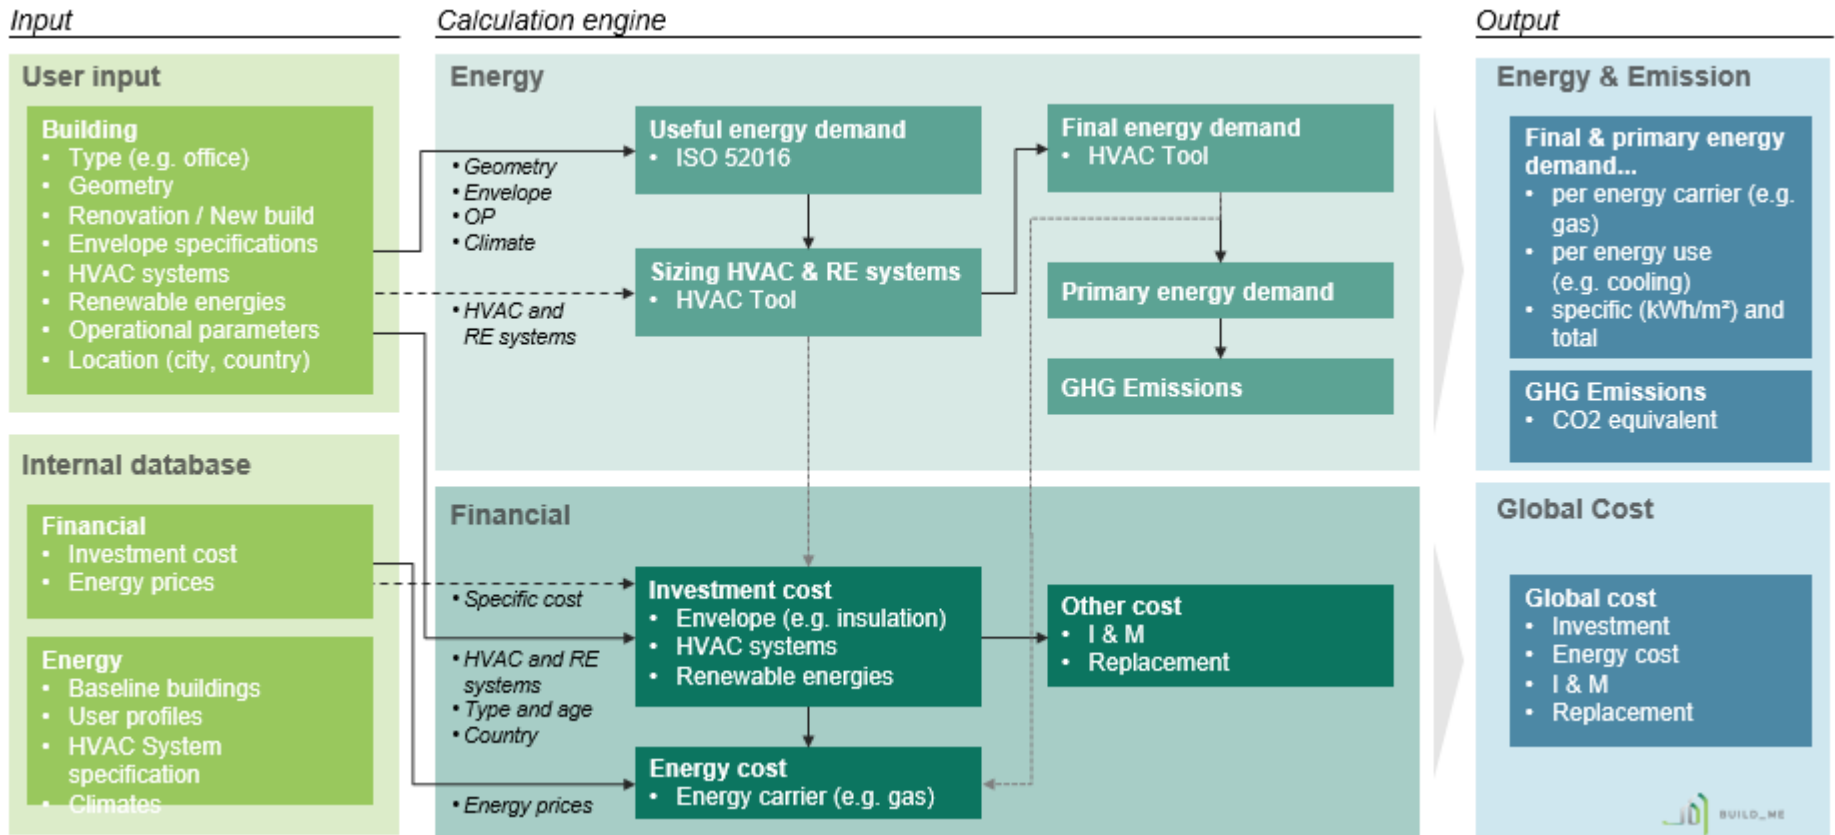 Input
Calculation engine
Output
User input
Building
• Type (e.g. office)
• Geometry
• Renovation / New build
• Envelope specifications
• HVAC systems
• Renewable energies
• Operational parameters
• Location (city, country)
Internal database
Financial
• Investment cost
• Energy prices
Energy
• Baseline buildings
• User profiles
• HVAC System
specification
• Climates
Energy
• Geometry
• Envelope
• OP
• Climate
• HVAC and
RE systems
Useful energy demand
• ISO 52016
Sizing HVAC & RE systems
• HVAC Tool
Final energy demand
• HVAC Tool
Primary energy demand
GHG Emissions
Financial
• Specific cost
• HVAC and RE
systems
• Type and age
• Country
• Energy prices
Investment cost
• Envelope (e.g. insulation)
• HVAC systems
• Renewable energies
Energy cost
• Energy carrier (e.g. gas)
Other cost
• I & M
• Replacement
Energy & Emission
Final & primary energy
demand...
• per energy carrier (e.g.
gas)
• per energy use
(e.g. cooling)
• specific (kWh/m²) and
total
GHG Emissions
• CO2 equivalent
Global Cost
Global cost
• Investment
• Energy cost
• I & M
• Replacement
BUILD_ME